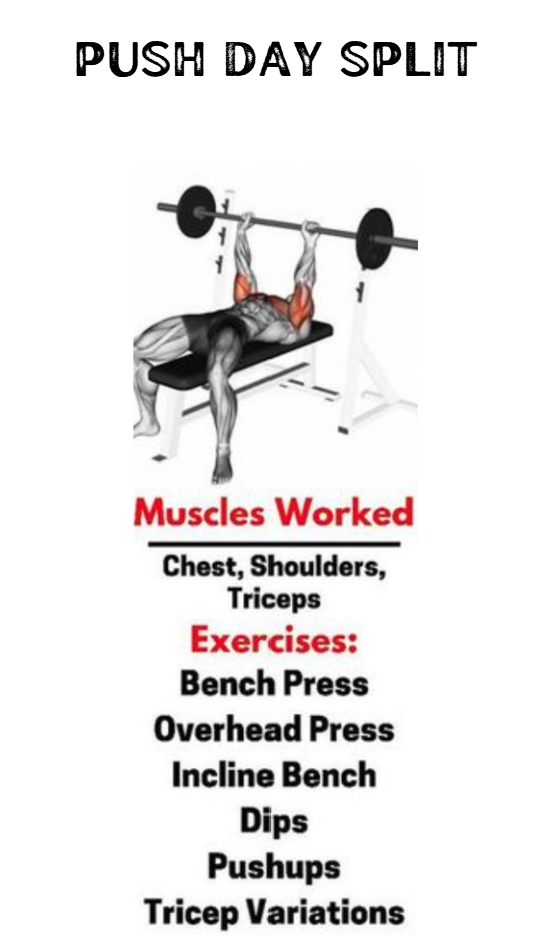 PUSH DAY SPLIT
Muscles Worked
Chest, Shoulders,
Triceps
Exercises:
Bench Press
Overhead Press
Incline Bench
Dips
Pushups
Tricep Variations